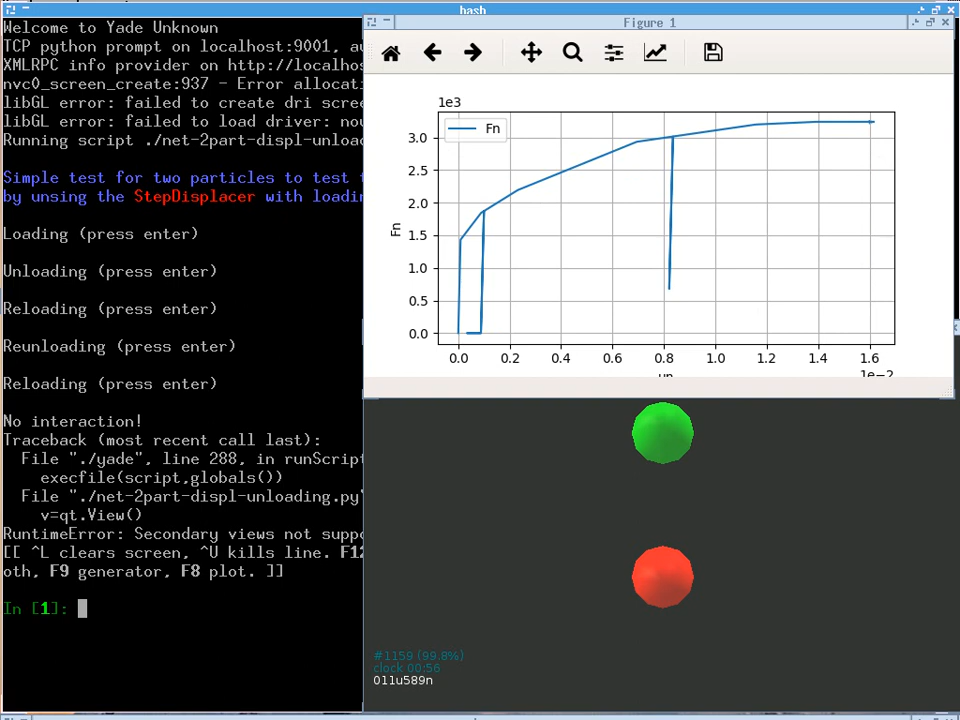 hash
Welcome to Yade Unknown
TCP python prompt on localhost:9001,
XMLRPC info provider on http://localhos
nvc0_screen_create:937 - Error allocati
libGL error: failed to create dri scree
libGL error: failed to load driver: nou
Running script ./net-2part-displ-unload
Simple test for two particles to test
by unsing the StepDisplacer with loadin
Loading (press enter)
Unloading (press enter)
Reloading (press enter)
Reunloading (press enter)
Reloading (press enter)
No interaction!
Traceback (most recent call last):
File "./yade", line 288, in runScript
execfile(script,globals())
File "./net-2part-displ-unloading.py"
v=qt.View()
RuntimeError: Secondary views not supp
[[ ^L clears screen, ^U kills line. F12
oth, F9 generator, F8 plot. ]]
In [1]:
Figure 1
1e3
Fn
3.0
2.5
2.0
1.5
1.0
0.5
0.0
Fn
0.0 0.2 0.4 0.6 0.8 1.0 1.2 1.4 1.6
un 1e−2
#1159 (99.8%)
clock 00:56
011u589n